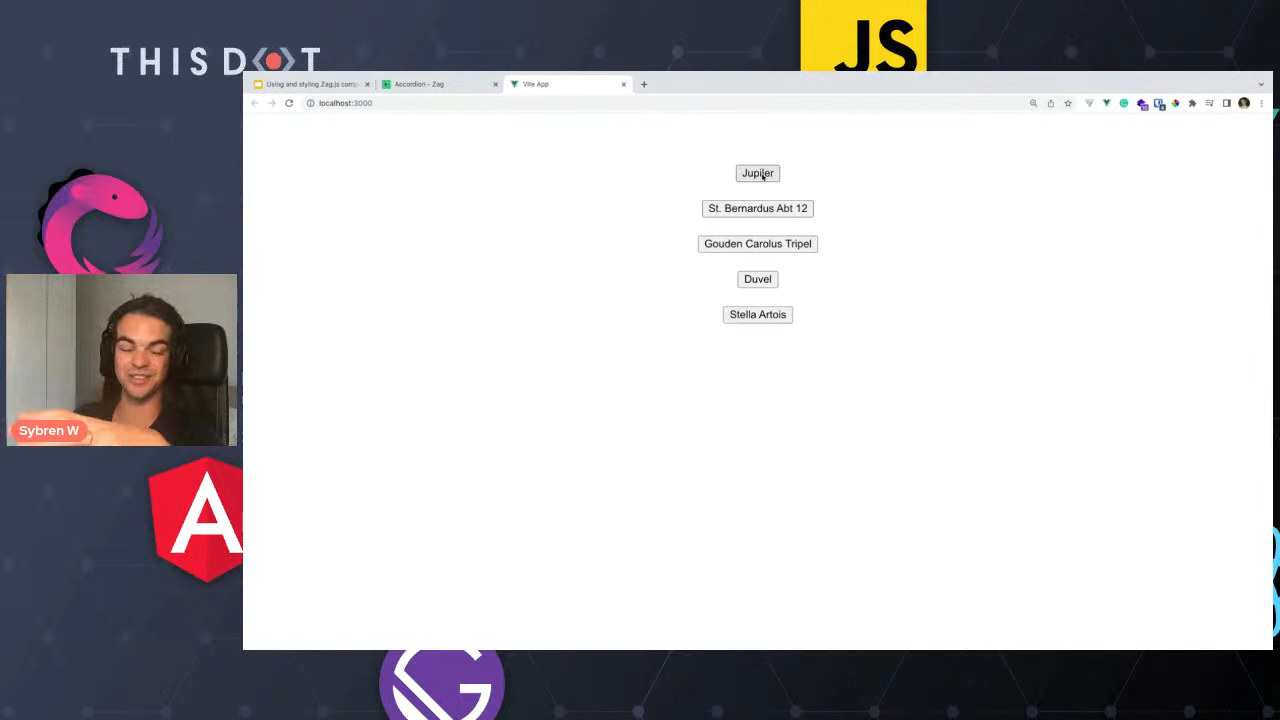 THIS DOT
JS
Using and styling Zag.js comp
Accordion - Zag
Vite App
localhost:3000
Jupiler
St. Bernardus Abt 12
Gouden Carolus Tripel
Duvel
Stella Artois
Sybren W